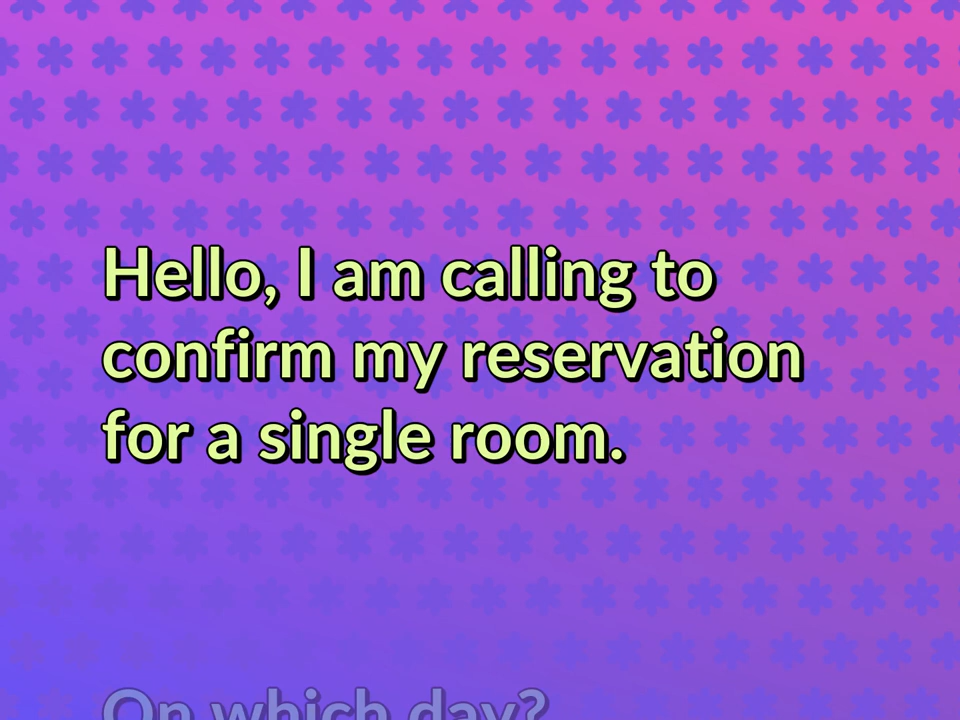 Hello, I am calling to
confirm my reservation
for a single room.
On which day?